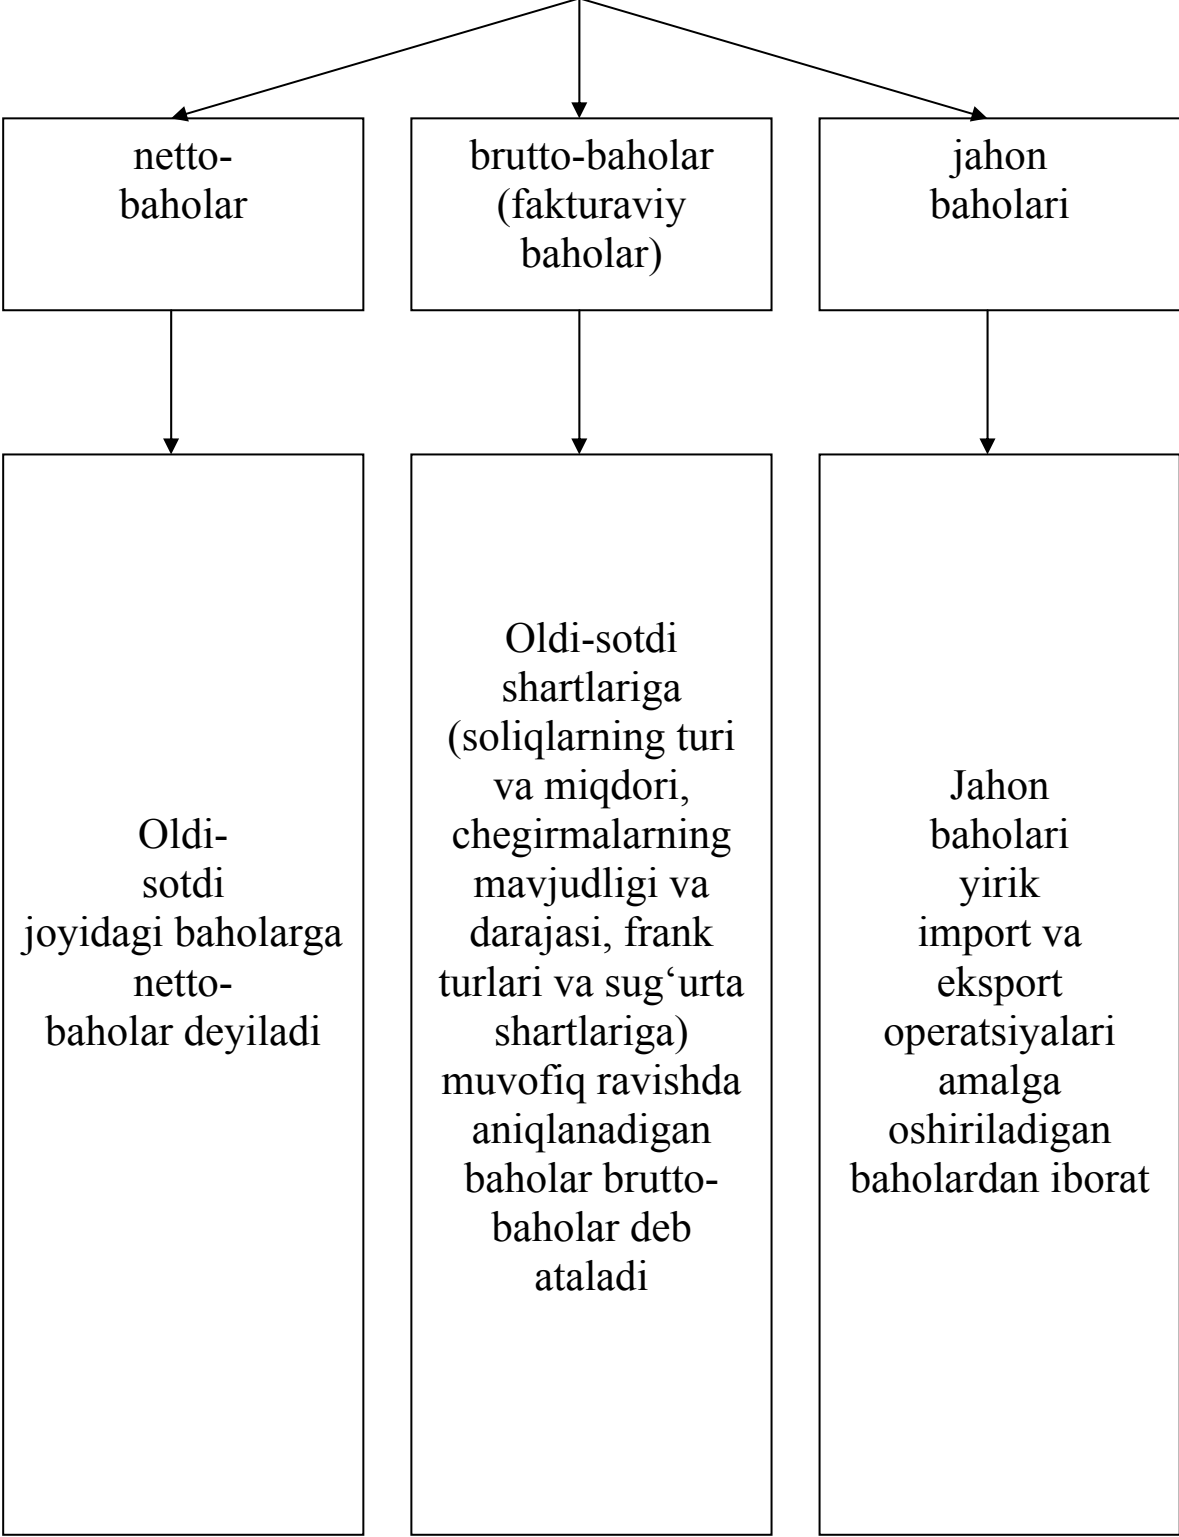 netto-
baholar
brutto-baholar
(fakturaviy
baholar)
jahon
baholari
Oldi-
sotdi
joyidagi baholarga
netto-
baholar deyiladi
Oldi-sotdi
shartlariga
(soliqlarning turi
va miqdori,
chegirmalarning
mavjudligi va
darajasi, frank
turlari va sug‘urta
shartlariga)
muvofiq ravishda
aniqlanadigan
baholar brutto-
baholar deb
ataladi
Jahon
baholari
yirik
import va
eksport
operatsiyalari
amalga
oshiriladigan
baholardan iborat